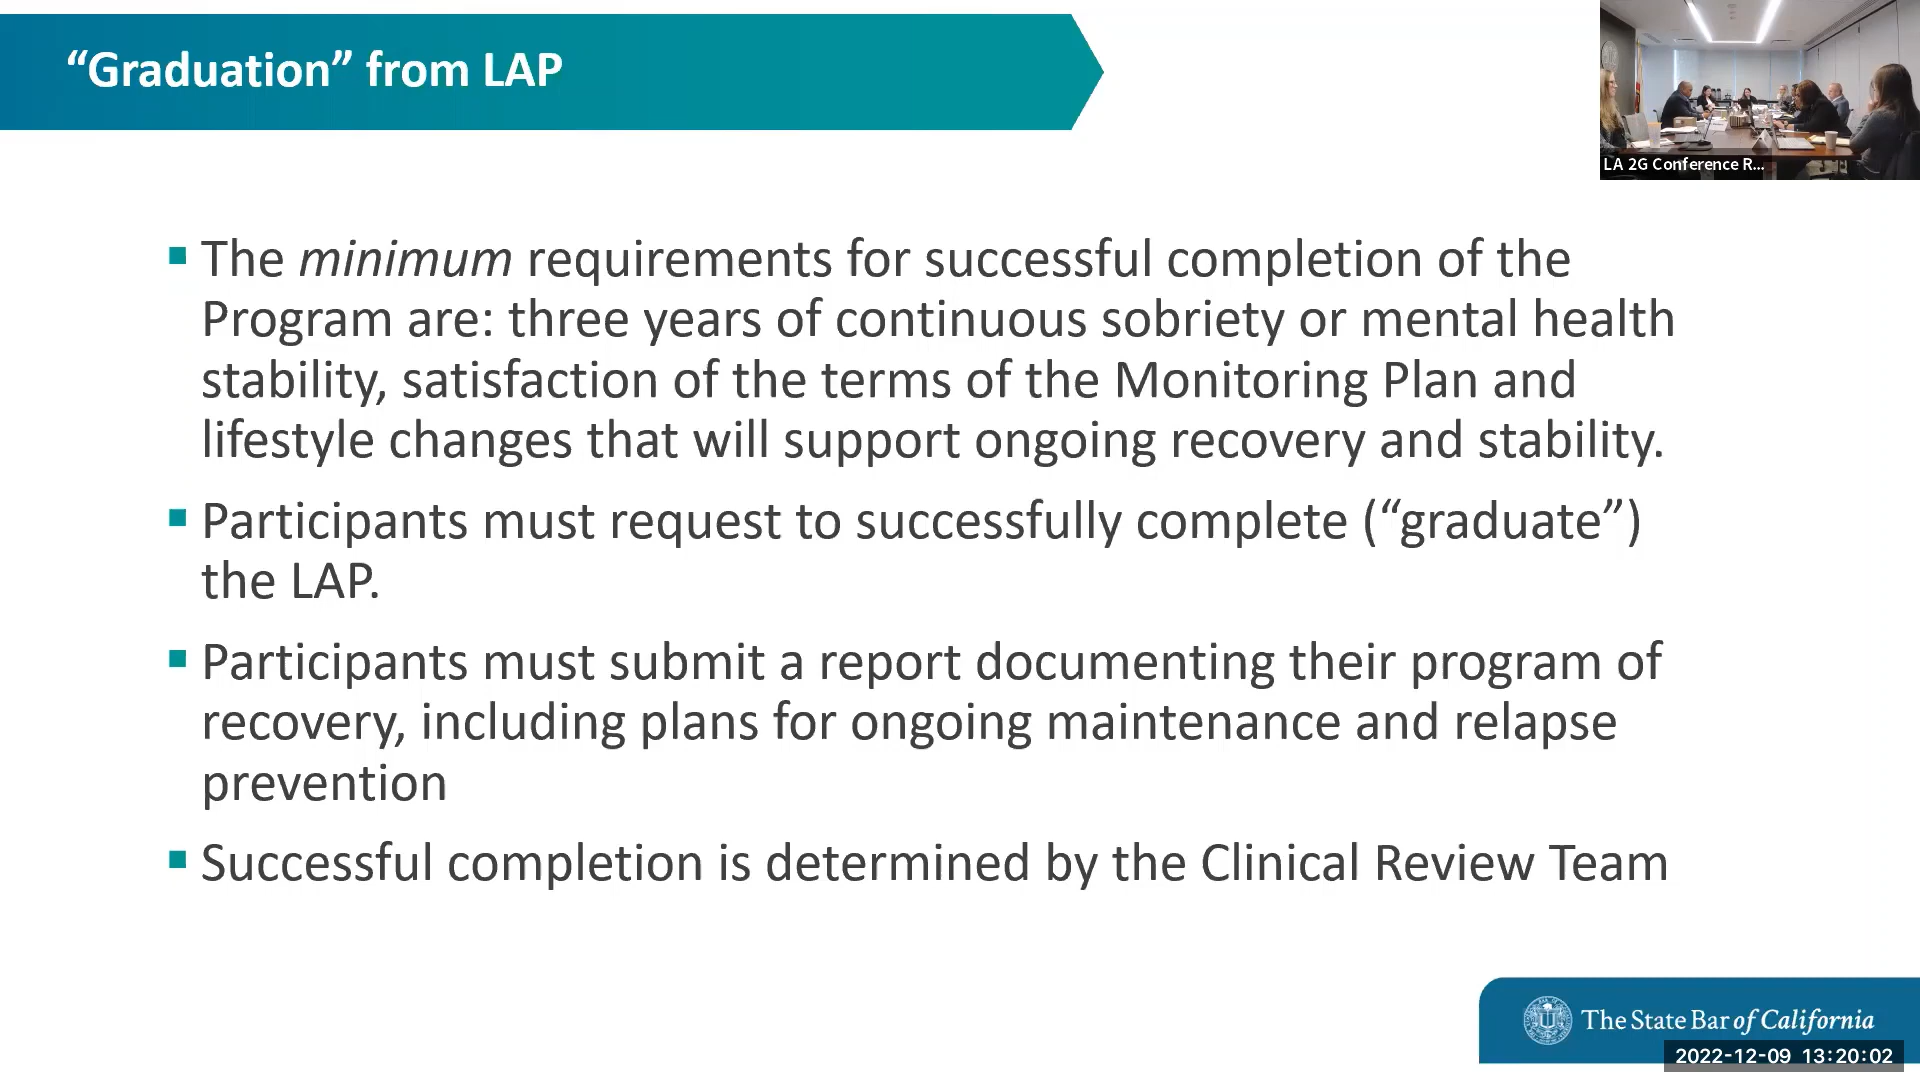 “Graduation” from LAP
LA 2G Conference R...
▪ The minimum requirements for successful completion of the
Program are: three years of continuous sobriety or mental health
stability, satisfaction of the terms of the Monitoring Plan and
lifestyle changes that will support ongoing recovery and stability.
▪ Participants must request to successfully complete (“graduate”)
the LAP.
▪ Participants must submit a report documenting their program of
recovery, including plans for ongoing maintenance and relapse
prevention
▪ Successful completion is determined by the Clinical Review Team
The State Bar of California
2022-12-09 13:20:02